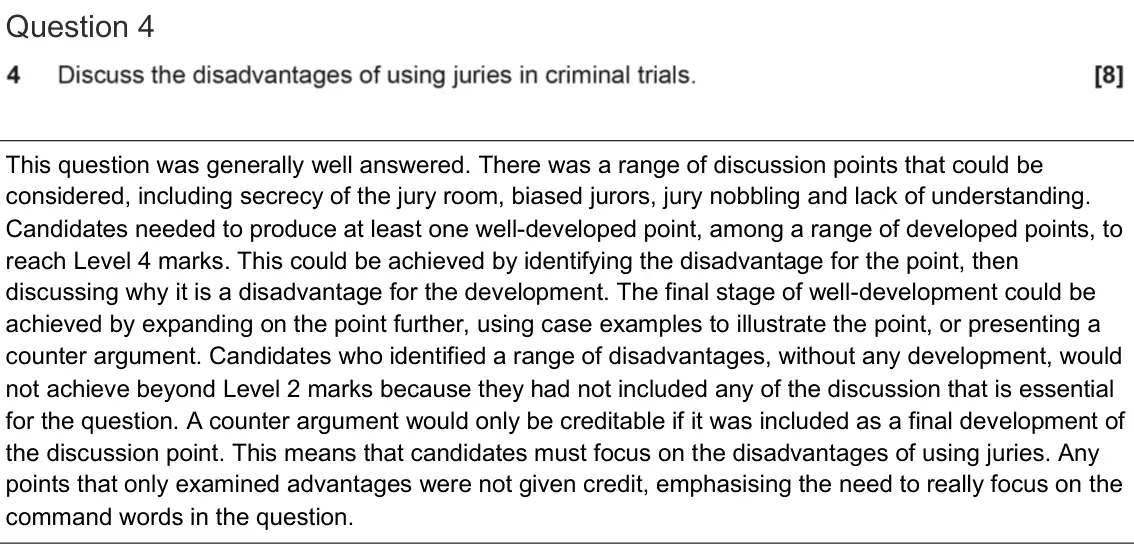 Question 4
4 Discuss the disadvantages of using juries in criminal trials. [8]
This question was generally well answered. There was a range of discussion points that could be
considered, including secrecy of the jury room, biased jurors, jury nobbling and lack of understanding.
Candidates needed to produce at least one well-developed point, among a range of developed points, to
reach Level 4 marks. This could be achieved by identifying the disadvantage for the point, then
discussing why it is a disadvantage for the development. The final stage of well-development could be
achieved by expanding on the point further, using case examples to illustrate the point, or presenting a
counter argument. Candidates who identified a range of disadvantages, without any development, would
not achieve beyond Level 2 marks because they had not included any of the discussion that is essential
for the question. A counter argument would only be creditable if it was included as a final development of
the discussion point. This means that candidates must focus on the disadvantages of using juries. Any
points that only examined advantages were not given credit, emphasising the need to really focus on the
command words in the question.